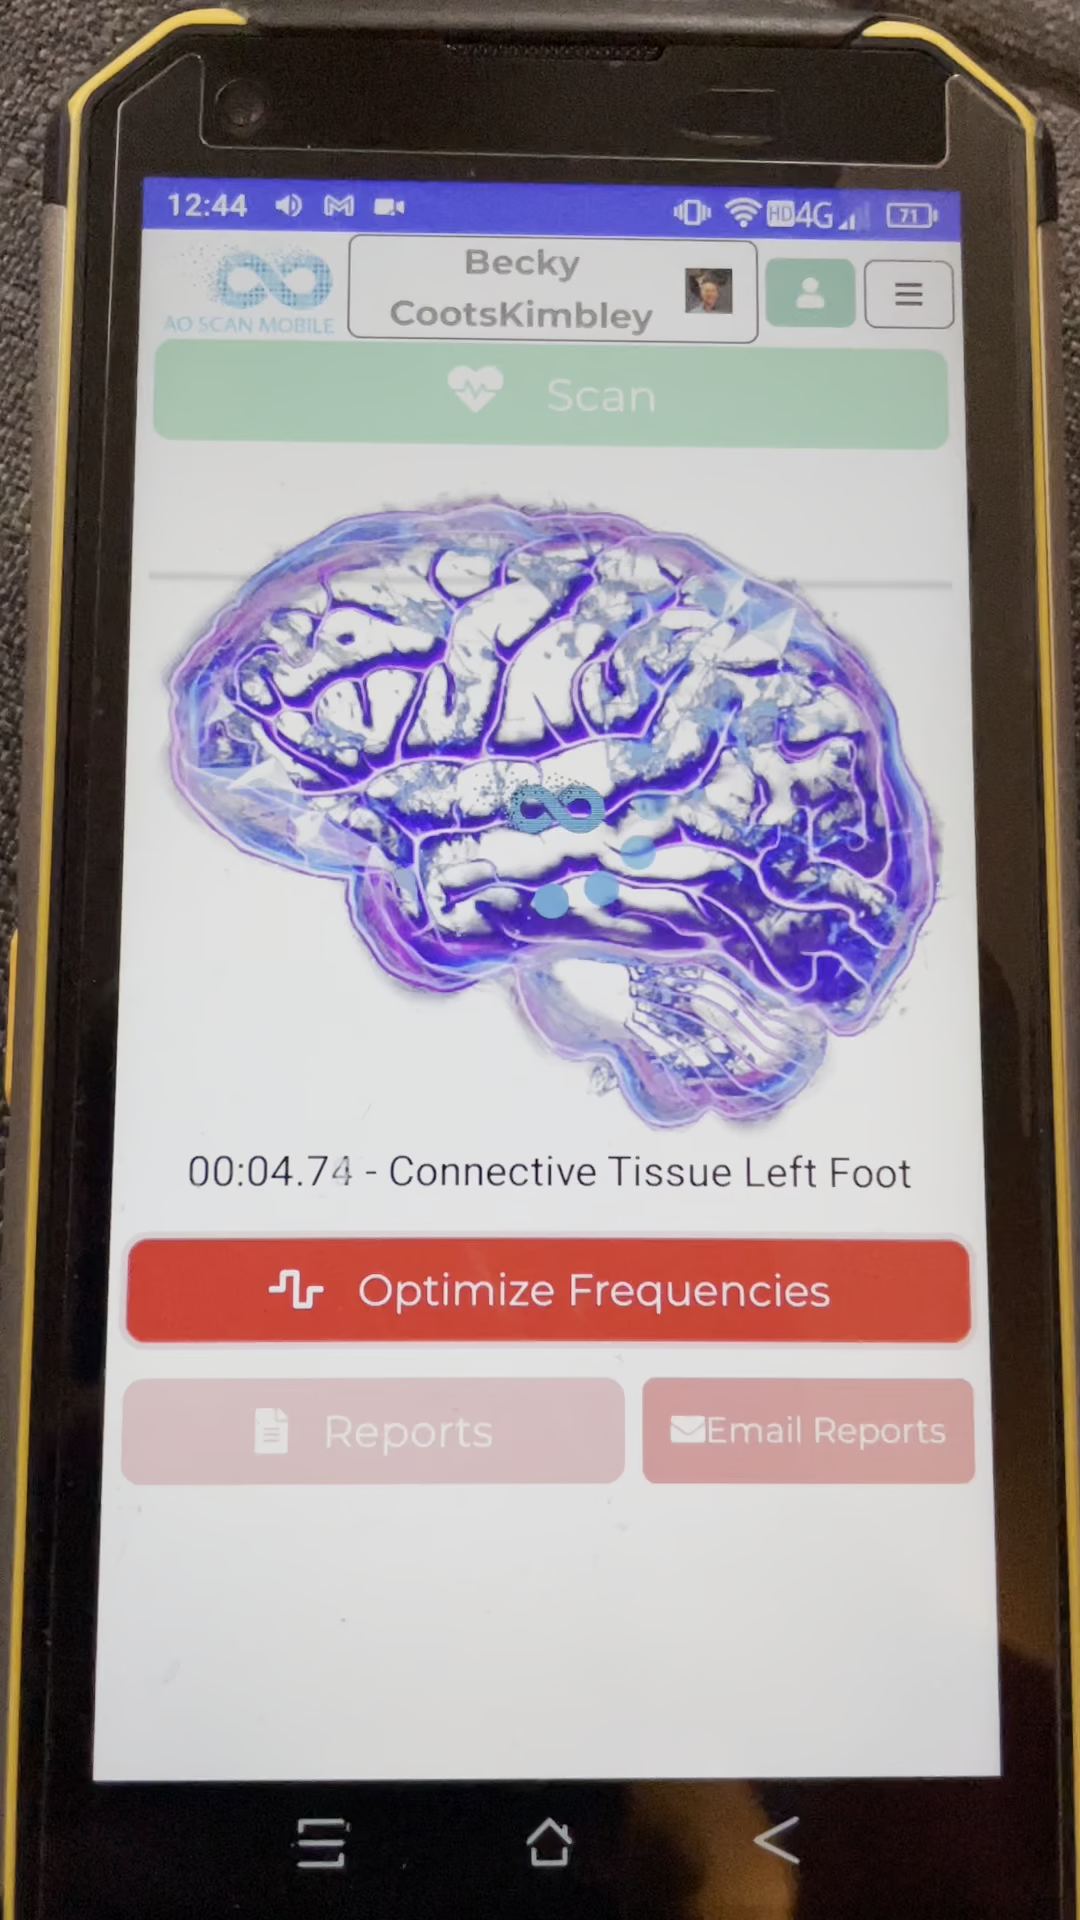 12:44
HD 4G 71
Becky
CootsKimbley
AO SCAN MOBILE
Scan
00:04.74 - Connective Tissue Left Foot
Optimize Frequencies
Reports
Email Reports